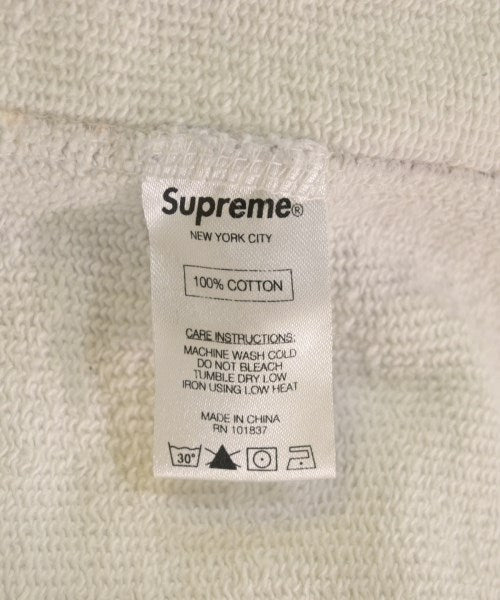 Supreme®
NEW YORK CITY
100% COTTON
CARE INSTRUCTIONS:
MACHINE WASH COLD
DO NOT BLEACH
TUMBLE DRY LOW
IRON USING LOW HEAT
MADE IN CHINA
RN 101837
30°